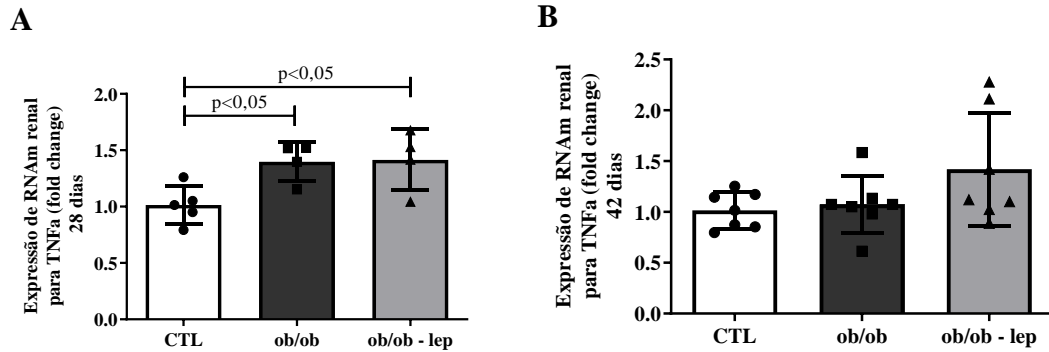 A
Expressão de RNAm renal
para TNFa (fold change)
28 dias
2.0
1.5
1.0
0.5
0.0
p<0,05
p<0,05
CTL
ob/ob
ob/ob - lep
B
Expressão de RNAm renal
para TNFa (fold change)
42 dias
2.5
2.0
1.5
1.0
0.5
0.0
CTL
ob/ob
ob/ob - lep